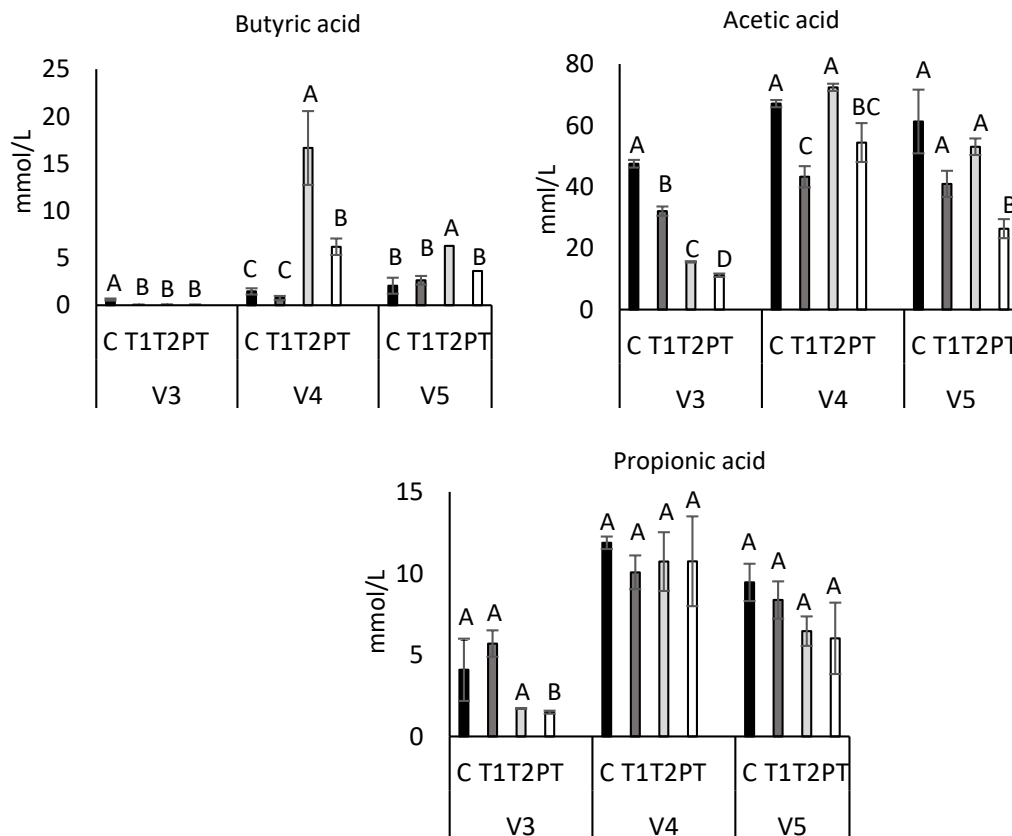 Butyric acid
mmol/L
25
20
15
10
5
0
A B B B
C C A B
B B A B
C T1T2PT C T1T2PT C T1T2PT
V3 V4 V5
Acetic acid
mml/L
80
60
40
20
0
A B C D
A C A BC
A A A B
C T1T2PT C T1T2PT C T1T2PT
V3 V4 V5
Propionic acid
mmol/L
15
10
5
0
A A A B
A A A A
A A A A
C T1T2PT C T1T2PT C T1T2PT
V3 V4 V5